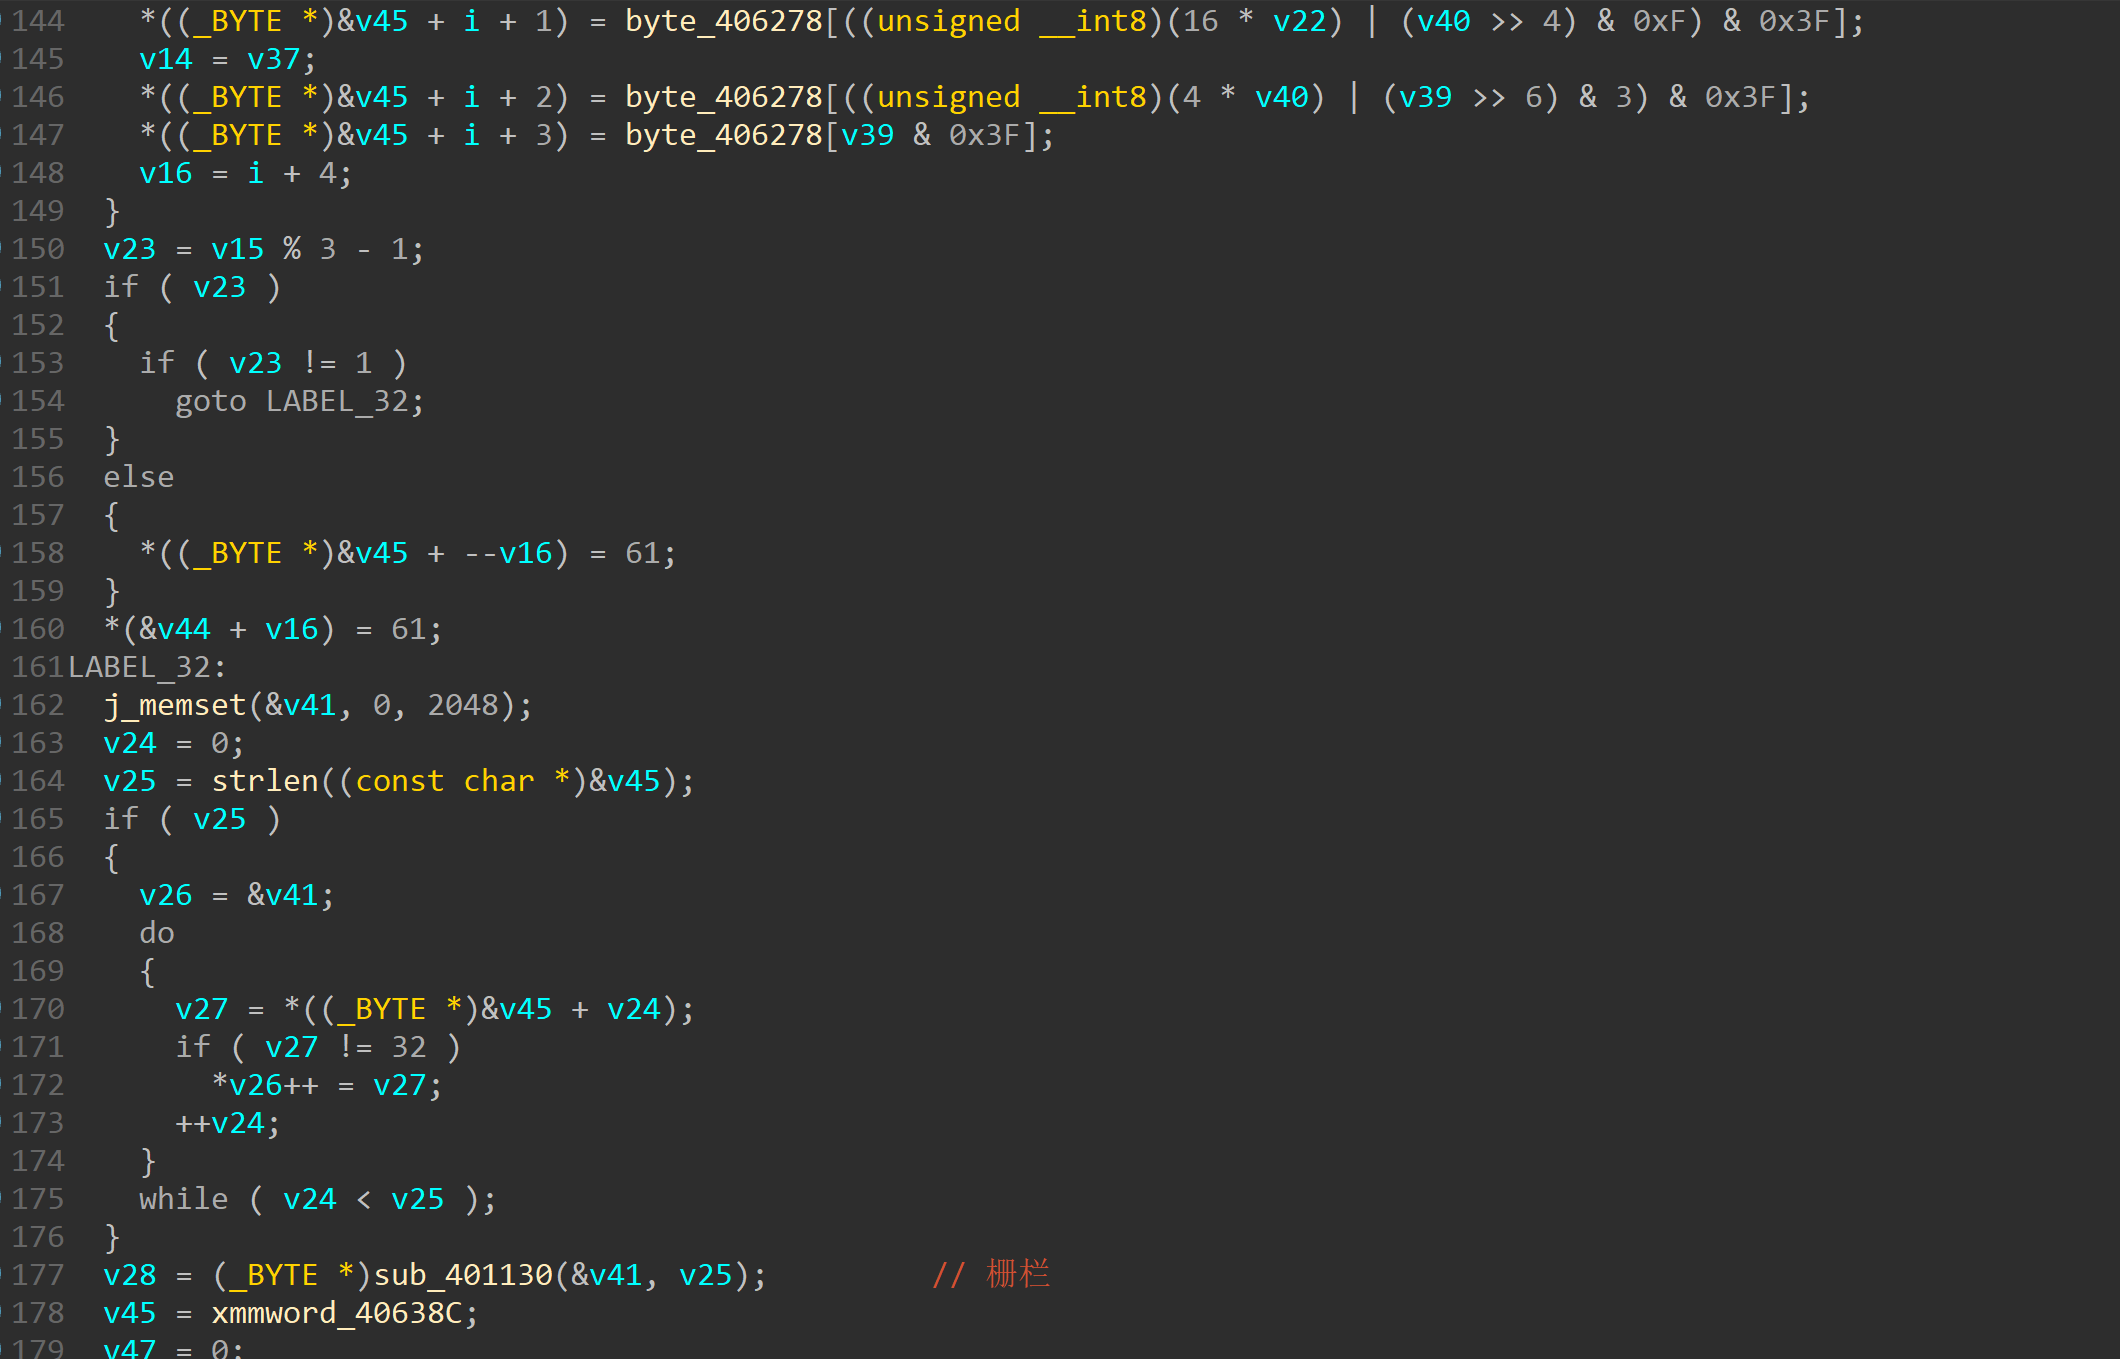 144 *((_BYTE *)&v45 + i + 1) = byte_406278[((unsigned __int8)(16 * v22) | (v40 >> 4) & 0xF) & 0x3F];
145 v14 = v37;
146 *((_BYTE *)&v45 + i + 2) = byte_406278[((unsigned __int8)(4 * v40) | (v39 >> 6) & 3) & 0x3F];
147 *((_BYTE *)&v45 + i + 3) = byte_406278[v39 & 0x3F];
148 v16 = i + 4;
149 }
150 v23 = v15 % 3 - 1;
151 if ( v23 )
152 {
153 if ( v23 != 1 )
154 goto LABEL_32;
155 }
156 else
157 {
158 *((_BYTE *)&v45 + --v16) = 61;
159 }
160 *(&v44 + v16) = 61;
161 LABEL_32:
162 j_memset(&v41, 0, 2048);
163 v24 = 0;
164 v25 = strlen((const char *)&v45);
165 if ( v25 )
166 {
167 v26 = &v41;
168 do
169 {
170 v27 = *((_BYTE *)&v45 + v24);
171 if ( v27 != 32 )
172 *v26++ = v27;
173 ++v24;
174 }
175 while ( v24 < v25 );
176 }
177 v28 = (_BYTE *)sub_401130(&v41, v25); // 栅栏
178 v45 = xmmword_40638C;
179 v47 = 0;